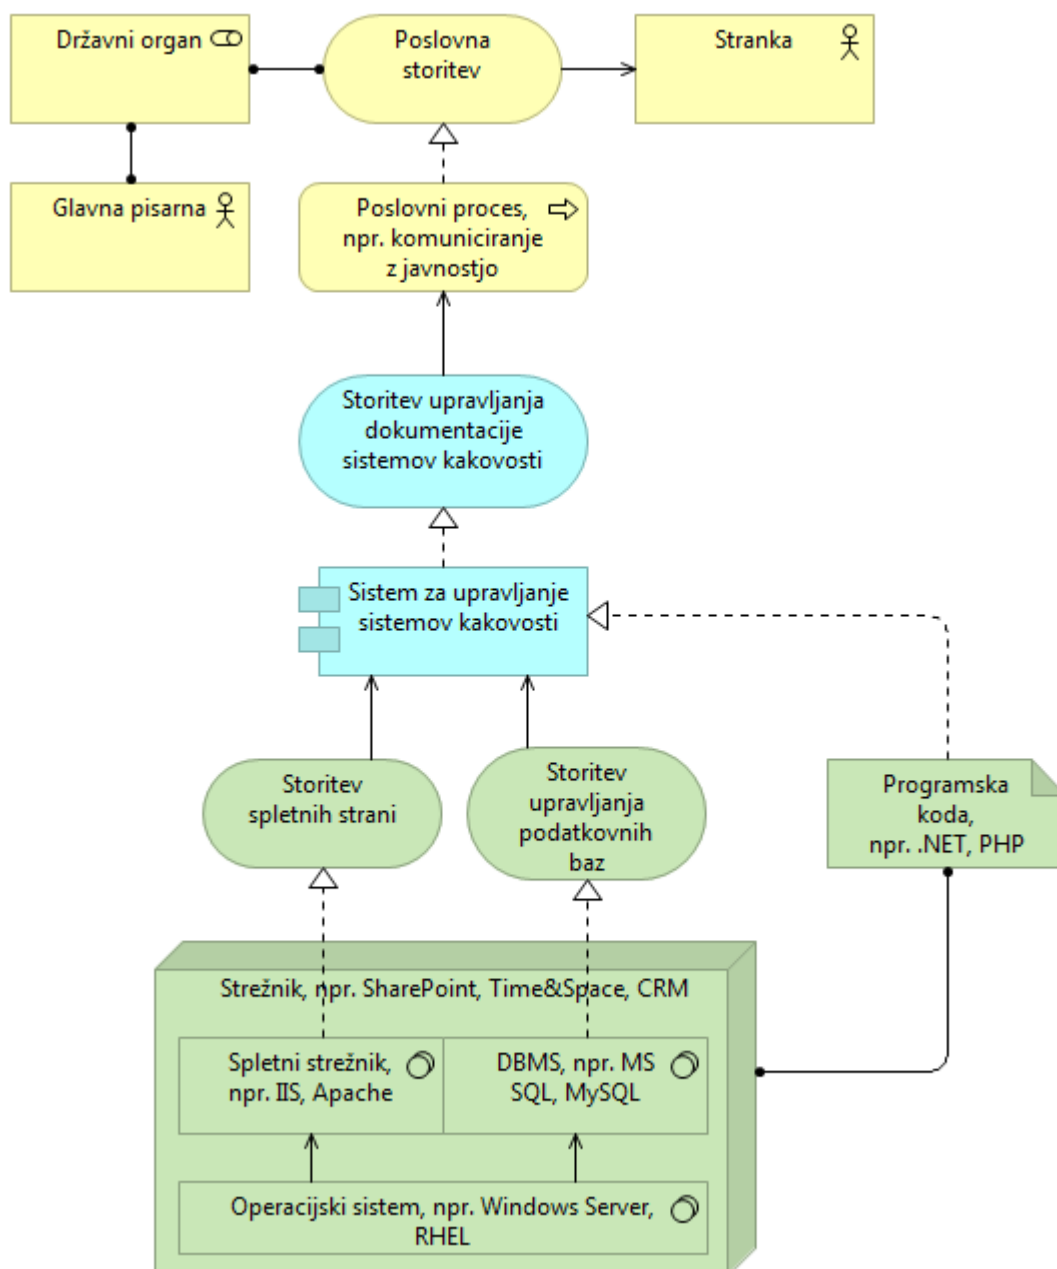 Državni organ
Poslovna
storitev
Stranka
Glavna pisarna
Poslovni proces,
npr. komuniciranje
z javnostjo
Storitev upravljanja
dokumentacije
sistemov kakovosti
Sistem za upravljanje
sistemov kakovosti
Storitev
spletnih strani
Storitev
upravljanja
podatkovnih
baz
Programska
koda,
npr. .NET, PHP
Strežnik, npr. SharePoint, Time&Space, CRM
Spletni strežnik,
npr. IIS, Apache
DBMS, npr. MS
SQL, MySQL
Operacijski sistem, npr. Windows Server,
RHEL